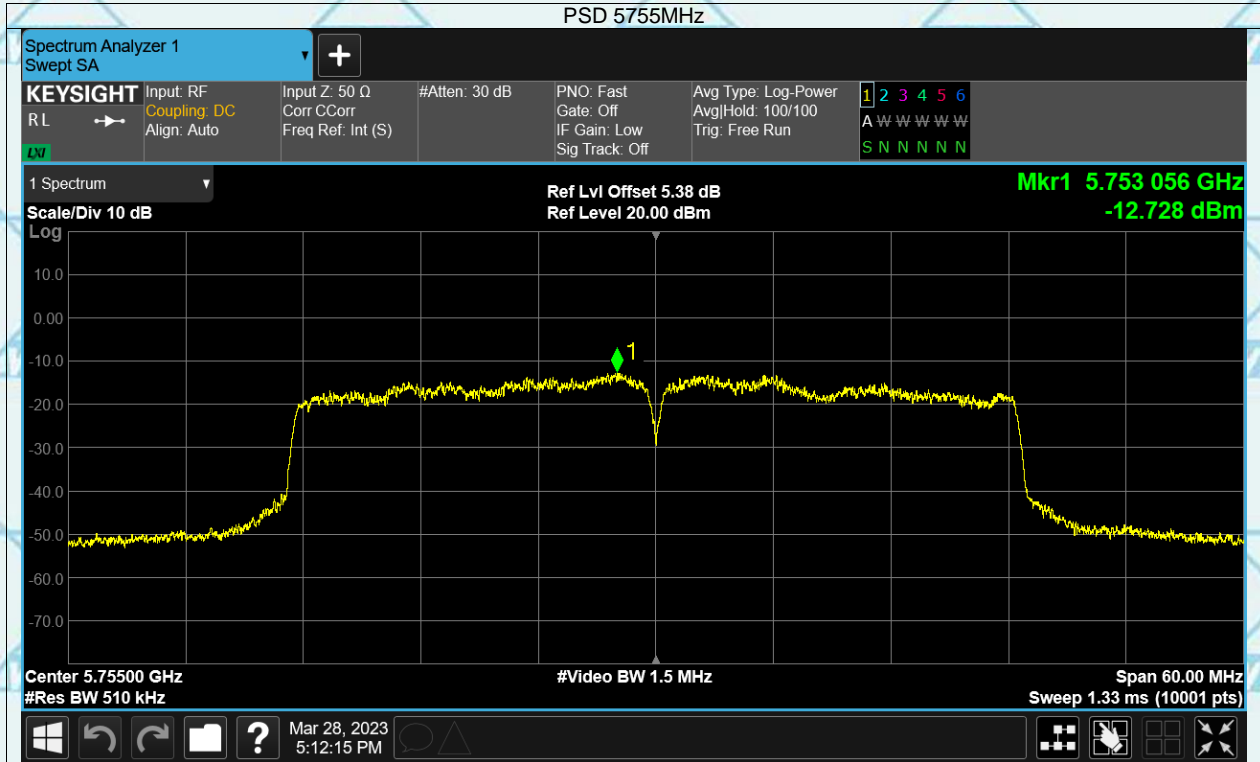 PSD 5755MHz
Spectrum Analyzer 1
Swept SA
KEYSIGHT
R L
LXI
Input: RF
Coupling: DC
Align: Auto
Input Z: 50 Ω
Corr CCorr
Freq Ref: Int (S)
#Atten: 30 dB
PNO: Fast
Gate: Off
IF Gain: Low
Sig Track: Off
Avg Type: Log-Power
Avg|Hold: 100/100
Trig: Free Run
1 2 3 4 5 6
A W W W W W
S N N N N N
1 Spectrum
Scale/Div 10 dB
Log
Ref Lvl Offset 5.38 dB
Ref Level 20.00 dBm
Mkr1 5.753 056 GHz
-12.728 dBm
10.0
0.00
-10.0
-20.0
-30.0
-40.0
-50.0
-60.0
-70.0
1
Center 5.75500 GHz
#Res BW 510 kHz
#Video BW 1.5 MHz
Span 60.00 MHz
Sweep 1.33 ms (10001 pts)
?
Mar 28, 2023
5:12:15 PM